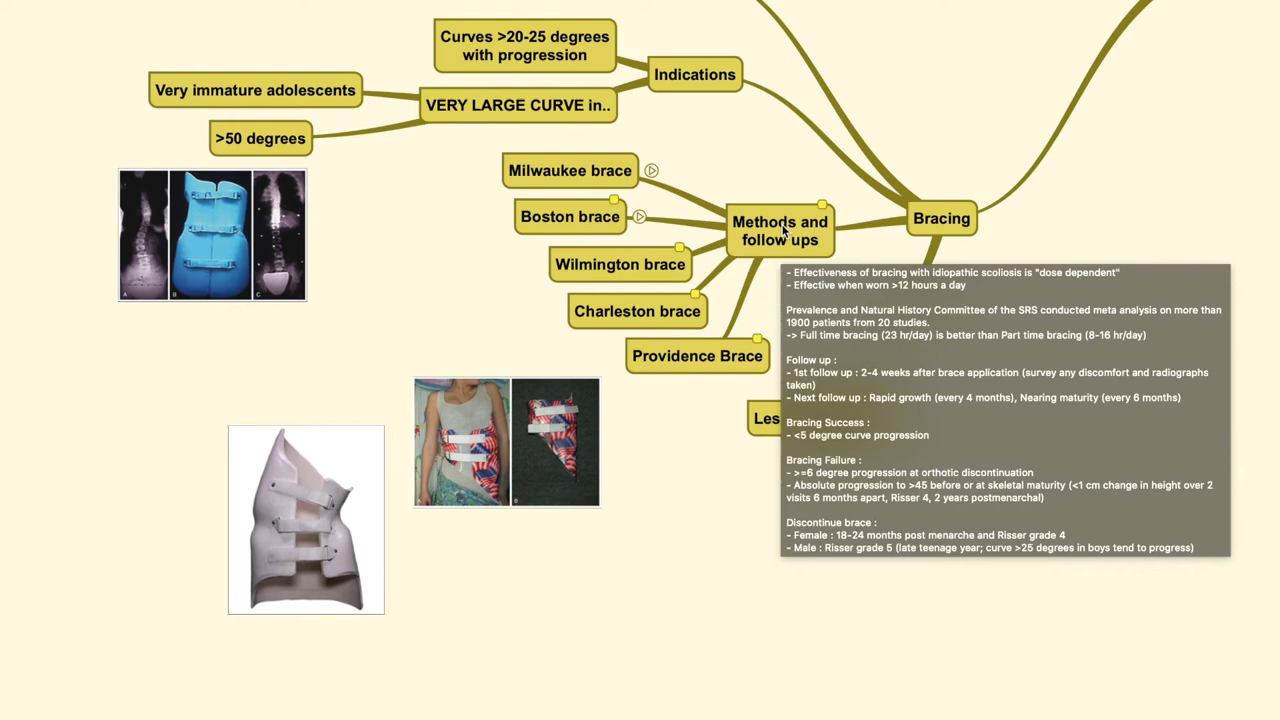 Curves >20-25 degrees
with progression
Indications
Very immature adolescents
VERY LARGE CURVE in..
>50 degrees
Milwaukee brace
Boston brace
Methods and
follow ups
Bracing
Wilmington brace
Charleston brace
Providence Brace
Les
- Effectiveness of bracing with idiopathic scoliosis is "dose dependent"
- Effective when worn >12 hours a day
Prevalence and Natural History Committee of the SRS conducted meta analysis on more than
1900 patients from 20 studies.
-> Full time bracing (23 hr/day) is better than Part time bracing (8-16 hr/day)
Follow up :
- 1st follow up : 2-4 weeks after brace application (survey any discomfort and radiographs
taken)
- Next follow up : Rapid growth (every 4 months), Nearing maturity (every 6 months)
Bracing Success :
- <5 degree curve progression
Bracing Failure :
- >=6 degree progression at orthotic discontinuation
- Absolute progression to >45 before or at skeletal maturity (<1 cm change in height over 2
visits 6 months apart, Risser 4, 2 years postmenarchal)
Discontinue brace :
- Female : 18-24 months post menarche and Risser grade 4
- Male : Risser grade 5 (late teenage year; curve >25 degrees in boys tend to progress)
A
B
C
B